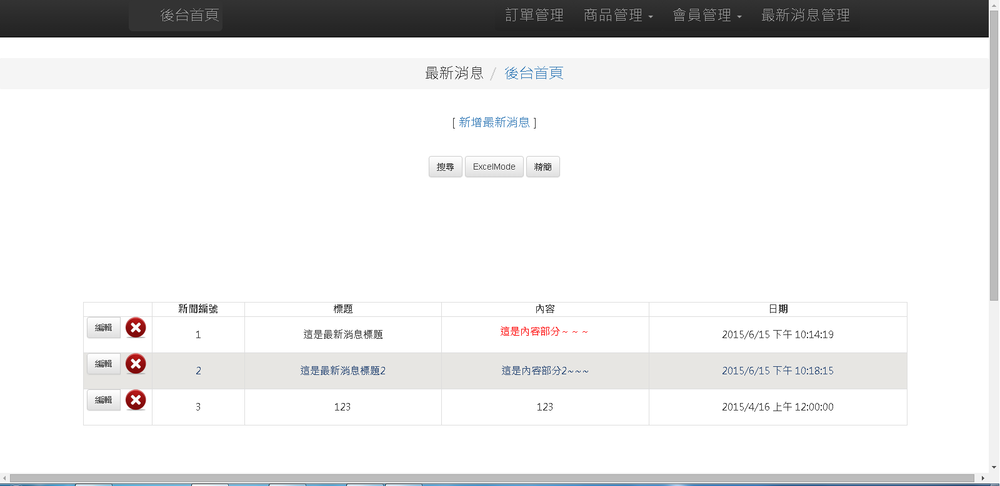 後台首頁 訂單管理 商品管理 會員管理 最新消息管理
最新消息 / 後台首頁
[ 新增最新消息 ]
搜尋 ExcelMode 精簡
新聞編號 標題 內容 日期
編輯 1 這是最新消息標題 這是內容部分~ ~ ~ 2015/6/15 下午 10:14:19
編輯 2 這是最新消息標題2 這是內容部分2~~~ 2015/6/15 下午 10:18:15
編輯 3 123 123 2015/4/16 上午 12:00:00